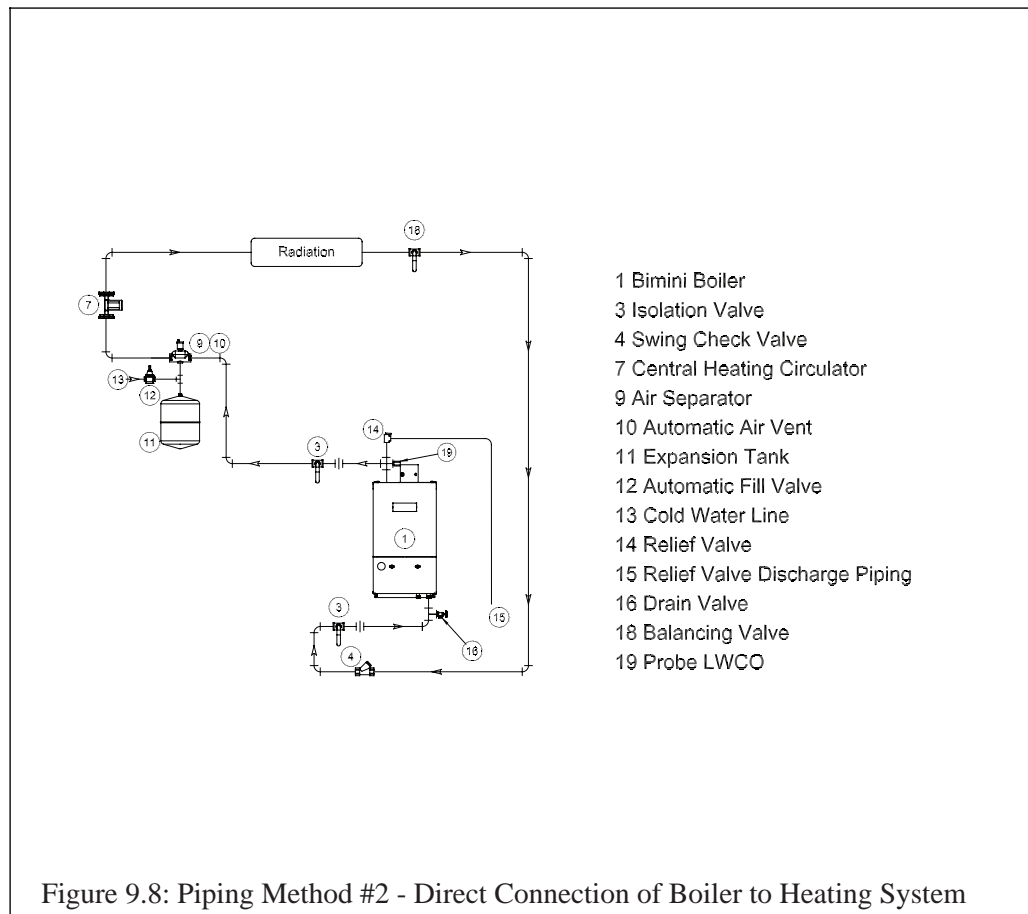 Radiation
18
7
9
10
13
12
11
3
14
19
1
3
15
16
4
1 Bimini Boiler
3 Isolation Valve
4 Swing Check Valve
7 Central Heating Circulator
9 Air Separator
10 Automatic Air Vent
11 Expansion Tank
12 Automatic Fill Valve
13 Cold Water Line
14 Relief Valve
15 Relief Valve Discharge Piping
16 Drain Valve
18 Balancing Valve
19 Probe LWCO
Figure 9.8: Piping Method #2 - Direct Connection of Boiler to Heating System